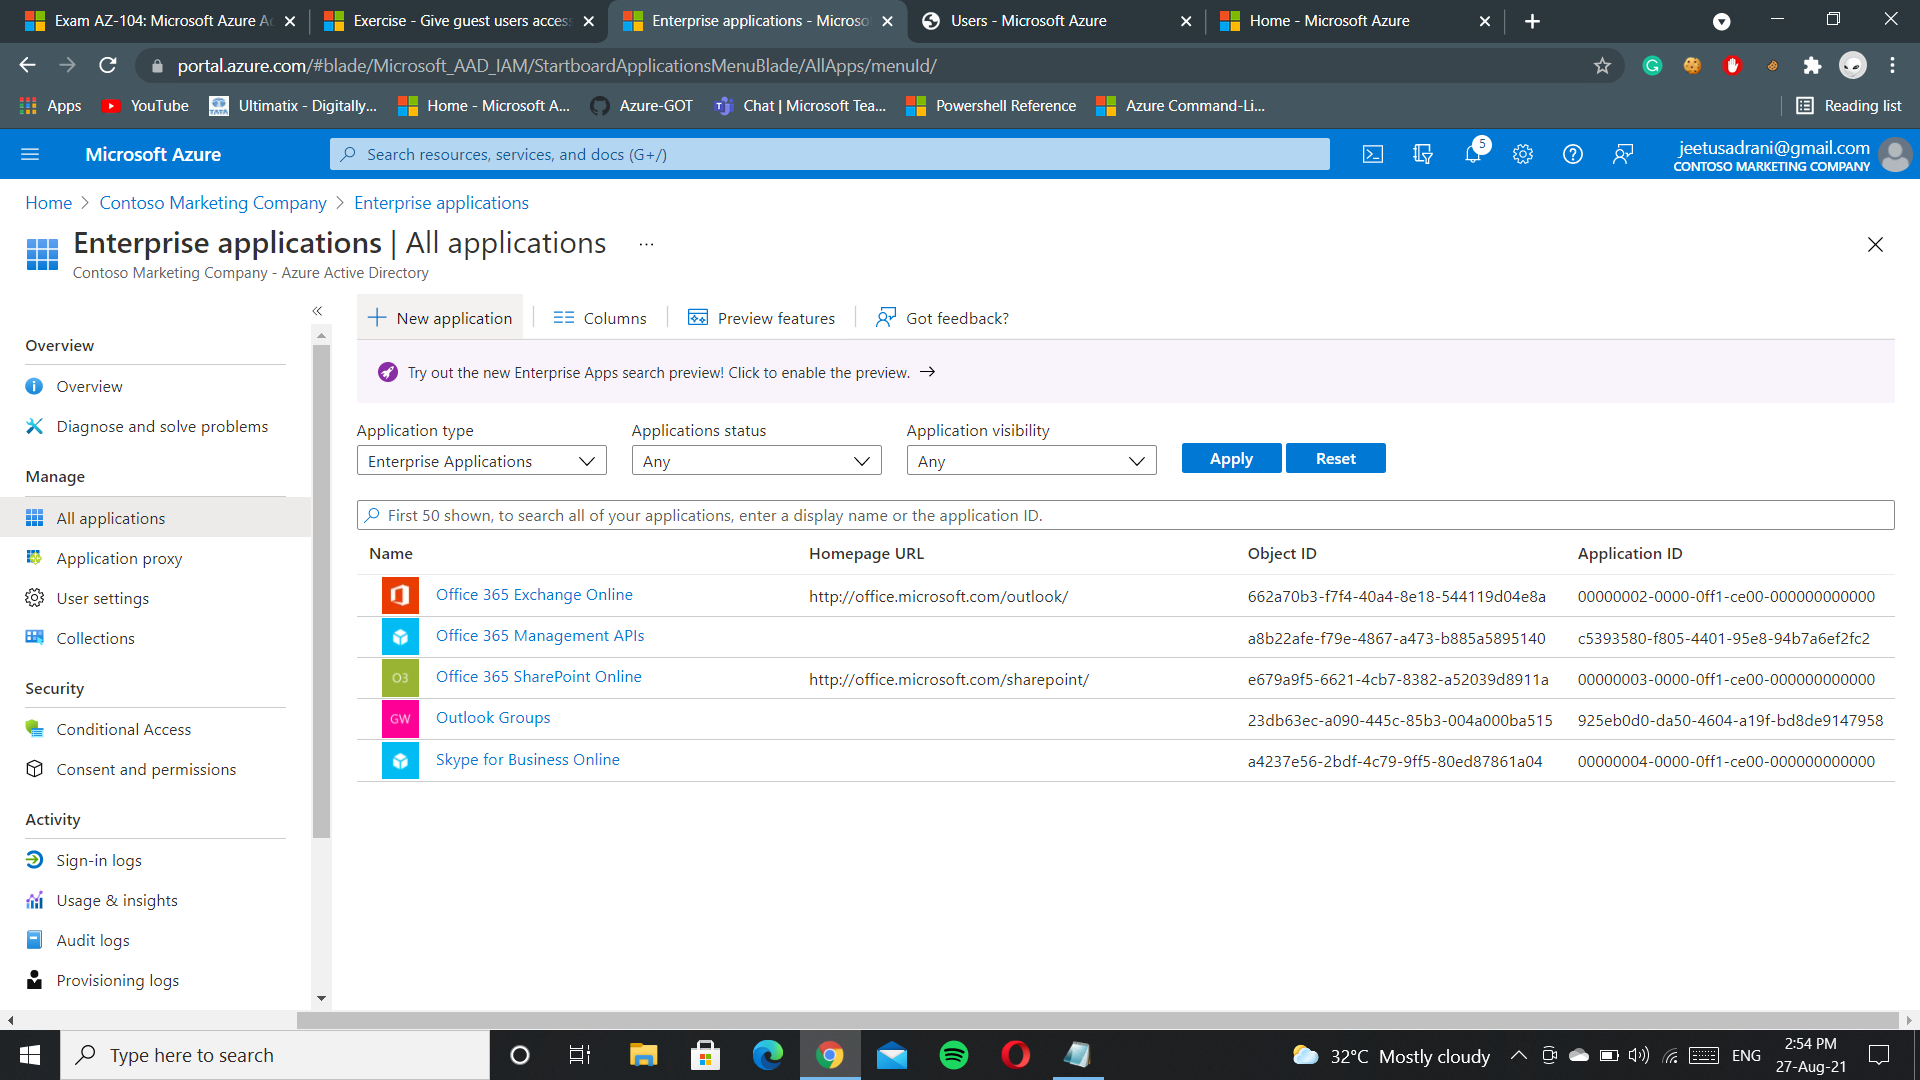 Exam AZ-104: Microsoft Azure A
Exercise - Give guest users acces
Enterprise applications - Microso
Users - Microsoft Azure
Home - Microsoft Azure
portal.azure.com/#blade/Microsoft_AAD_IAM/StartboardApplicationsMenuBlade/AllApps/menuId/
Apps
YouTube
Ultimatix - Digitally...
Home - Microsoft A...
Azure-GOT
Chat | Microsoft Tea...
Powershell Reference
Azure Command-Li...
Reading list
Microsoft Azure
Search resources, services, and docs (G+/)
5
jeetusadrani@gmail.com
CONTOSO MARKETING COMPANY
Home > Contoso Marketing Company > Enterprise applications
Enterprise applications | All applications ...
Contoso Marketing Company - Azure Active Directory
Overview
Overview
Diagnose and solve problems
Manage
All applications
Application proxy
User settings
Collections
Security
Conditional Access
Consent and permissions
Activity
Sign-in logs
Usage & insights
Audit logs
Provisioning logs
New application
Columns
Preview features
Got feedback?
Try out the new Enterprise Apps search preview! Click to enable the preview. →
Application type
Applications status
Application visibility
Enterprise Applications
Any
Any
Apply
Reset
First 50 shown, to search all of your applications, enter a display name or the application ID.
Name Homepage URL Object ID Application ID
Office 365 Exchange Online http://office.microsoft.com/outlook/ 662a70b3-f7f4-40a4-8e18-544119d04e8a 00000002-0000-0ff1-ce00-000000000000
Office 365 Management APIs a8b22afe-f79e-4867-a473-b885a5895140 c5393580-f805-4401-95e8-94b7a6ef2fc2
O3 Office 365 SharePoint Online http://office.microsoft.com/sharepoint/ e679a9f5-6621-4cb7-8382-a52039d8911a 00000003-0000-0ff1-ce00-000000000000
GW Outlook Groups 23db63ec-a090-445c-85b3-004a000ba515 925eb0d0-da50-4604-a19f-bd8de9147958
Skype for Business Online a4237e56-2bdf-4c79-9ff5-80ed87861a04 00000004-0000-0ff1-ce00-000000000000
Type here to search
32°C Mostly cloudy
ENG
2:54 PM
27-Aug-21